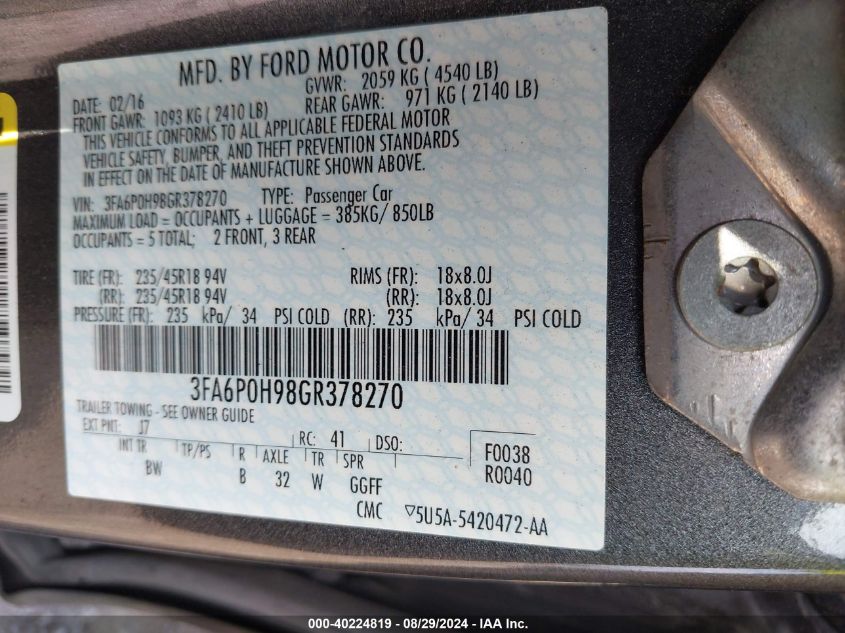 MFD. BY FORD MOTOR CO.
DATE: 02/16
GVWR: 2059 KG ( 4540 LB)
FRONT GAWR: 1093 KG ( 2410 LB)
REAR GAWR: 971 KG ( 2140 LB)
THIS VEHICLE CONFORMS TO ALL APPLICABLE FEDERAL MOTOR
VEHICLE SAFETY, BUMPER, AND THEFT PREVENTION STANDARDS
IN EFFECT ON THE DATE OF MANUFACTURE SHOWN ABOVE.
VIN: 3FA6P0H98GR378270 TYPE: Passenger Car
MAXIMUM LOAD = OCCUPANTS + LUGGAGE = 385KG/ 850LB
OCCUPANTS = 5 TOTAL; 2 FRONT, 3 REAR
TIRE (FR): 235/45R18 94V RIMS (FR): 18x8.0J
(RR): 235/45R18 94V (RR): 18x8.0J
PRESSURE (FR): 235 kPa/ 34 PSI COLD (RR): 235 kPa/ 34 PSI COLD
3FA6P0H98GR378270
TRAILER TOWING - SEE OWNER GUIDE
EXT PNT: J7 RC: 41 DSO: F0038
INT TR TP/PS R AXLE TR SPR R0040
BW B 32 W GGFF
CMC ▽5U5A-5420472-AA
000-40224819 - 08/29/2024 - IAA Inc.